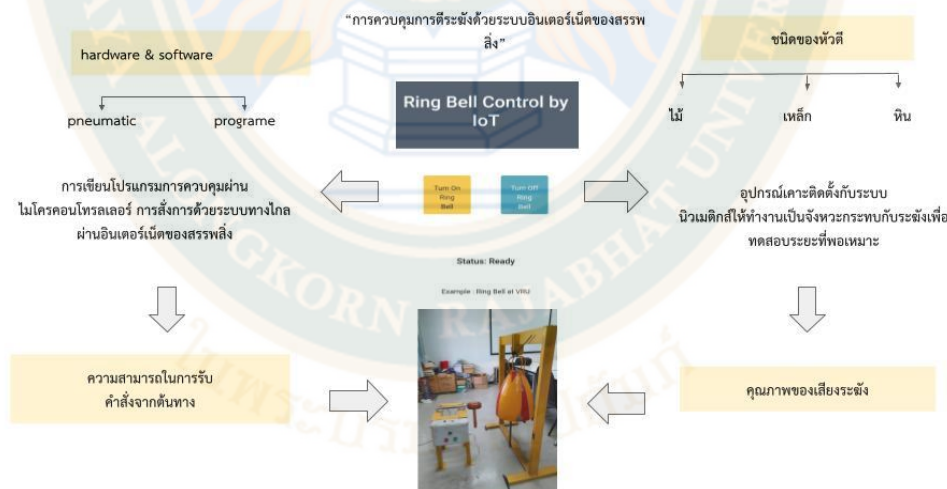 “การควบคุมการตีระฆังด้วยระบบอินเตอร์เน็ตของสรรพ
สิ่ง”
hardware & software
pneumatic
programe
ชนิดของหัวตี
ไม้
เหล็ก
หิน
Ring Bell Control by
IoT
Turn On
Ring
Bell
Turn Off
Ring
Bell
Status: Ready
Example : Ring Bell at VRU
การเขียนโปรแกรมการควบคุมผ่าน
ไมโครคอนโทรลเลอร์ การสั่งการด้วยระบบทางไกล
ผ่านอินเตอร์เน็ตของสรรพสิ่ง
อุปกรณ์เคาะติดตั้งกับระบบ
นิวเมติกส์ให้ทำงานเป็นจังหวะกระทบกับระฆังเพื่อ
ทดสอบระยะที่พอเหมาะ
ความสามารถในการรับ
คำสั่งจากต้นทาง
คุณภาพของเสียงระฆัง
ALONGKORN RAJABHAT UNIVER